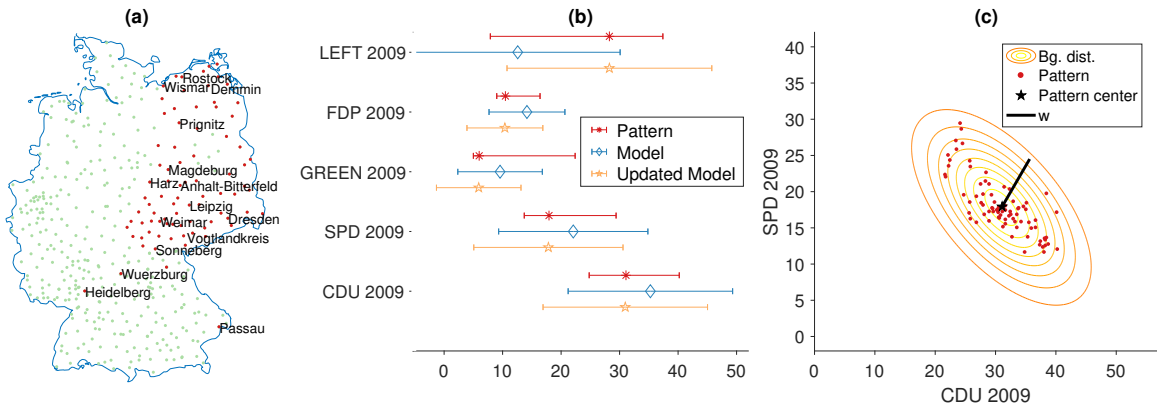 (a)
Rostock
Wismar
Demmin
Prignitz
Magdeburg
Harz
Anhalt-Bitterfeld
Leipzig
Weimar
Dresden
Vogtlandkreis
Sonneberg
Wuerzburg
Heidelberg
Passau
(b)
LEFT 2009
FDP 2009
GREEN 2009
SPD 2009
CDU 2009
Pattern
Model
Updated Model
0 10 20 30 40 50
(c)
SPD 2009
40
35
30
25
20
15
10
5
0
0 10 20 30 40 50
CDU 2009
Bg. dist.
Pattern
Pattern center
w